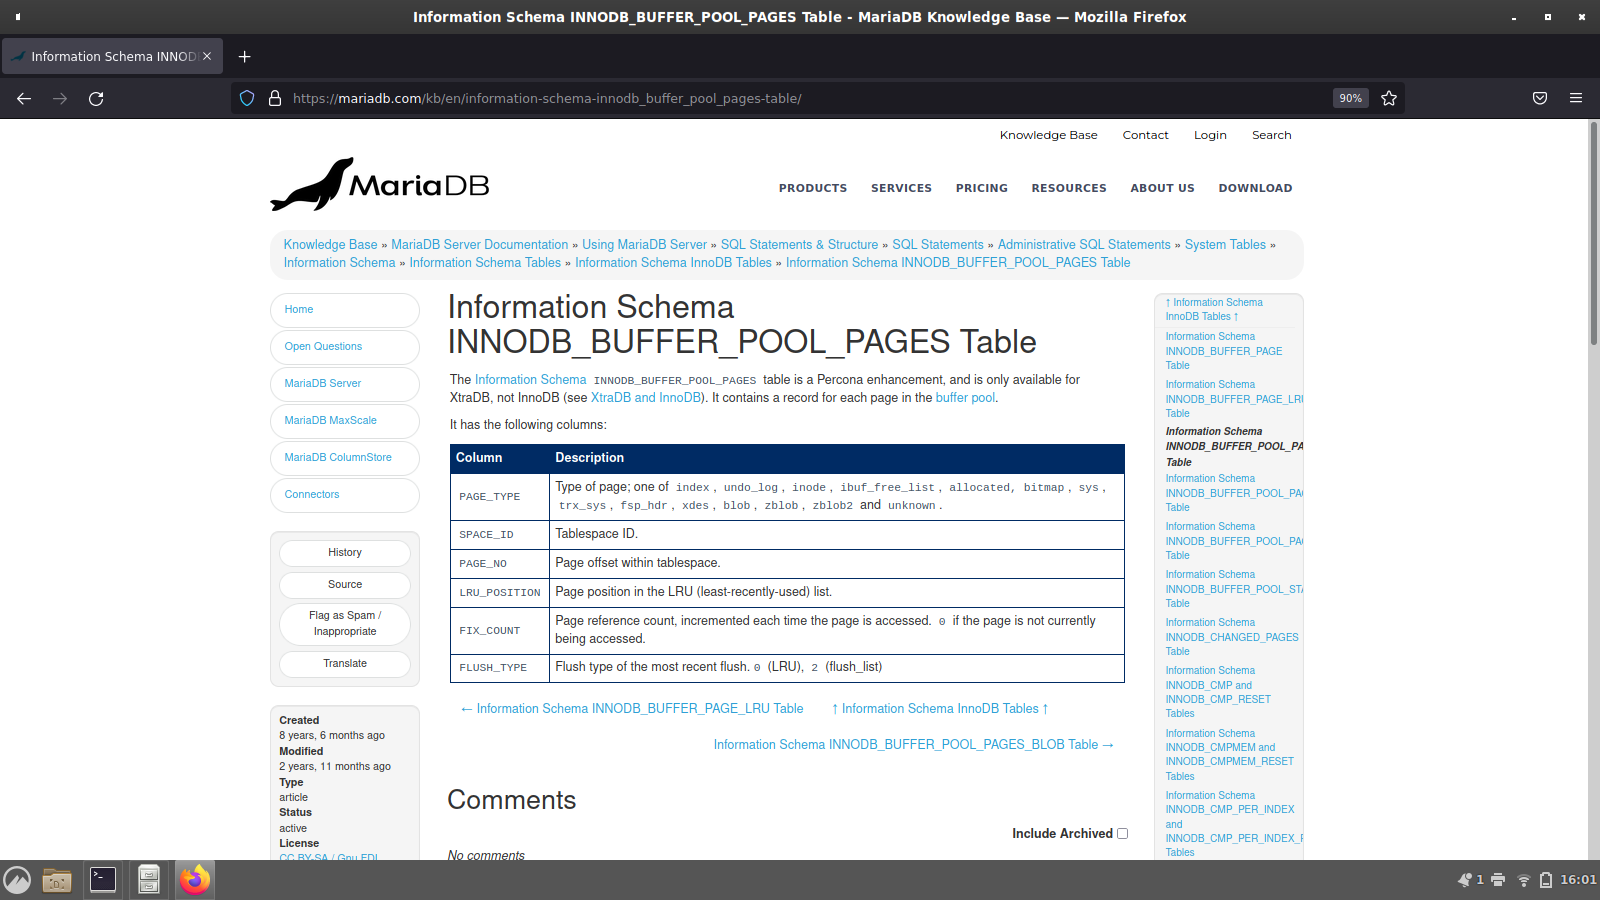 Information Schema INNODB_BUFFER_POOL_PAGES Table - MariaDB Knowledge Base — Mozilla Firefox
Information Schema INNOD
https://mariadb.com/kb/en/information-schema-innodb_buffer_pool_pages-table/
90%
Knowledge Base Contact Login Search
MariaDB
PRODUCTS SERVICES PRICING RESOURCES ABOUT US DOWNLOAD
Knowledge Base » MariaDB Server Documentation » Using MariaDB Server » SQL Statements & Structure » SQL Statements » Administrative SQL Statements » System Tables »
Information Schema » Information Schema Tables » Information Schema InnoDB Tables » Information Schema INNODB_BUFFER_POOL_PAGES Table
Home
Open Questions
MariaDB Server
MariaDB MaxScale
MariaDB ColumnStore
Connectors
History
Source
Flag as Spam /
Inappropriate
Translate
Created
8 years, 6 months ago
Modified
2 years, 11 months ago
Type
article
Status
active
License
CC BY-SA / Gnu FDL
Information Schema
INNODB_BUFFER_POOL_PAGES Table
The Information Schema INNODB_BUFFER_POOL_PAGES table is a Percona enhancement, and is only available for
XtraDB, not InnoDB (see XtraDB and InnoDB). It contains a record for each page in the buffer pool.
It has the following columns:
Column Description
PAGE_TYPE Type of page; one of index, undo_log, inode, ibuf_free_list, allocated, bitmap, sys,
trx_sys, fsp_hdr, xdes, blob, zblob, zblob2 and unknown.
SPACE_ID Tablespace ID.
PAGE_NO Page offset within tablespace.
LRU_POSITION Page position in the LRU (least-recently-used) list.
FIX_COUNT Page reference count, incremented each time the page is accessed. 0 if the page is not currently
being accessed.
FLUSH_TYPE Flush type of the most recent flush. 0 (LRU), 2 (flush_list)
← Information Schema INNODB_BUFFER_PAGE_LRU Table ↑ Information Schema InnoDB Tables ↑
Information Schema INNODB_BUFFER_POOL_PAGES_BLOB Table →
Comments
Include Archived
No comments
↑ Information Schema
InnoDB Tables ↑
Information Schema
INNODB_BUFFER_PAGE
Table
Information Schema
INNODB_BUFFER_PAGE_LRU
Table
Information Schema
INNODB_BUFFER_POOL_PA
Table
Information Schema
INNODB_BUFFER_POOL_PAG
Table
Information Schema
INNODB_BUFFER_POOL_PAG
Table
Information Schema
INNODB_BUFFER_POOL_STA
Table
Information Schema
INNODB_CHANGED_PAGES
Table
Information Schema
INNODB_CMP and
INNODB_CMP_RESET
Tables
Information Schema
INNODB_CMPMEM and
INNODB_CMPMEM_RESET
Tables
Information Schema
INNODB_CMP_PER_INDEX
and
INNODB_CMP_PER_INDEX_R
Tables
1 16:01